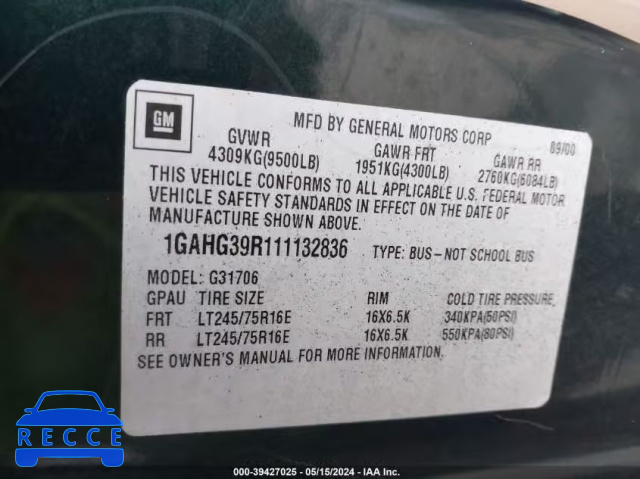 GM
MFD BY GENERAL MOTORS CORP 09/00
GVWR GAWR FRT GAWR RR
4309KG(9500LB) 1951KG(4300LB) 2760KG(6084LB)
THIS VEHICLE CONFORMS TO ALL APPLICABLE U.S. FEDERAL MOTOR
VEHICLE SAFETY STANDARDS IN EFFECT ON THE DATE OF
MANUFACTURE SHOWN ABOVE.
1GAHG39R111132836 TYPE: BUS-NOT SCHOOL BUS
MODEL: G31706
GPAU TIRE SIZE RIM COLD TIRE PRESSURE
FRT LT245/75R16E 16X6.5K 340KPA(50PSI)
RR LT245/75R16E 16X6.5K 550KPA(80PSI)
SEE OWNER'S MANUAL FOR MORE INFORMATION.
RECCE
000-39427025 - 05/15/2024 - IAA Inc.